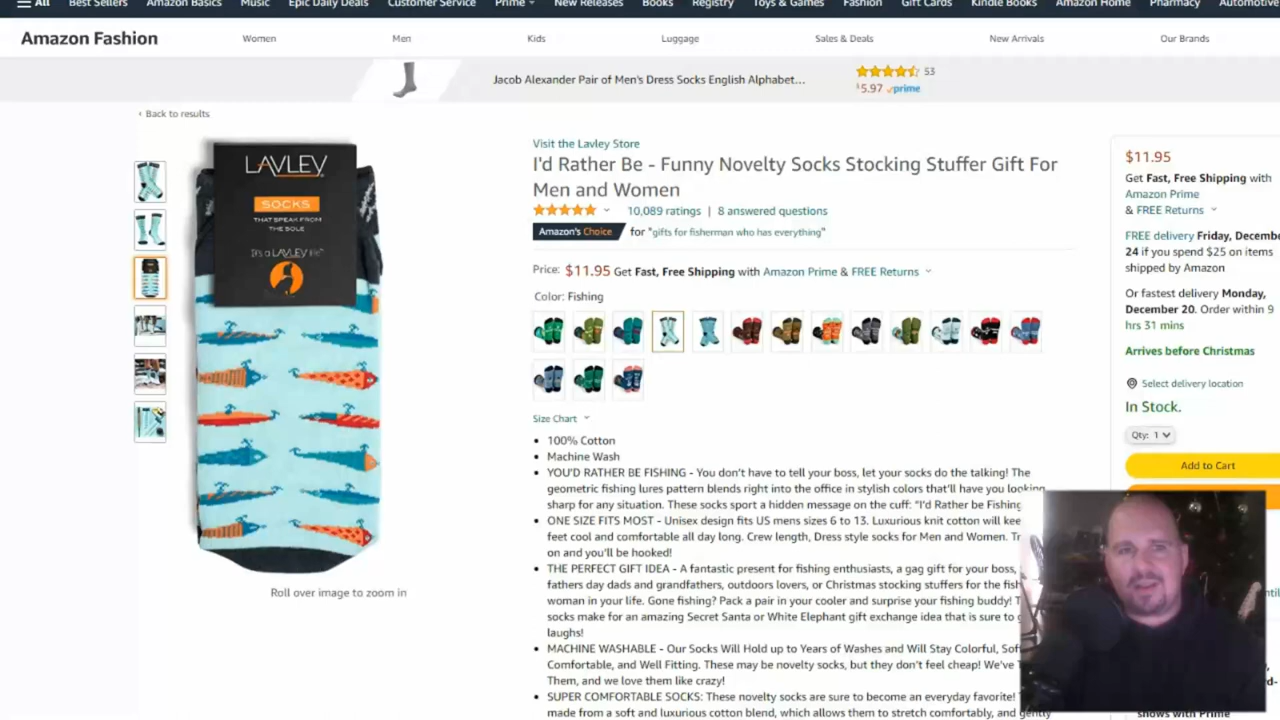 All
Best Sellers
Amazon Basics
Music
Epic Daily Deals
Customer Service
Prime
New Releases
Books
Registry
Toys & Games
Fashion
Gift Cards
Kindle Books
Amazon Home
Pharmacy
Automotive
Amazon Fashion
Women
Men
Kids
Luggage
Sales & Deals
New Arrivals
Our Brands
Jacob Alexander Pair of Men's Dress Socks English Alphabet...
53
$5.97 prime
‹ Back to results
LAVLEY
SOCKS
THAT SPEAK FROM
THE SOLE
It's a LAVLEY life™
Roll over image to zoom in
Visit the Lavley Store
I'd Rather Be - Funny Novelty Socks Stocking Stuffer Gift For
Men and Women
10,089 ratings | 8 answered questions
Amazon's Choice for "gifts for fisherman who has everything"
Price: $11.95 Get Fast, Free Shipping with Amazon Prime & FREE Returns
Color: Fishing
Size Chart
• 100% Cotton
• Machine Wash
• YOU'D RATHER BE FISHING - You don't have to tell your boss, let your socks do the talking! The
geometric fishing lures pattern blends right into the office in stylish colors that'll have you looking
sharp for any situation. These socks sport a hidden message on the cuff: "I'd Rather be Fishing
• ONE SIZE FITS MOST - Unisex design fits US mens sizes 6 to 13. Luxurious knit cotton will kee
feet cool and comfortable all day long. Crew length, Dress style socks for Men and Women. Tr
on and you'll be hooked!
• THE PERFECT GIFT IDEA - A fantastic present for fishing enthusiasts, a gag gift for your boss,
fathers day dads and grandfathers, outdoors lovers, or Christmas stocking stuffers for the fish
woman in your life. Gone fishing? Pack a pair in your cooler and surprise your fishing buddy! T
socks make for an amazing Secret Santa or White Elephant gift exchange idea that is sure to g
laughs!
• MACHINE WASHABLE - Our Socks Will Hold up to Years of Washes and Will Stay Colorful, Sof
Comfortable, and Well Fitting. These may be novelty socks, but they don't feel cheap! We've
Them, and we love them like crazy!
• SUPER COMFORTABLE SOCKS: These novelty socks are sure to become an everyday favorite!
made from a soft and luxurious cotton blend, which allows them to stretch comfortably, and gently
$11.95
Get Fast, Free Shipping with
Amazon Prime
& FREE Returns
FREE delivery Friday, Decembe
24 if you spend $25 on items
shipped by Amazon
Or fastest delivery Monday,
December 20. Order within 9
hrs 31 mins
Arrives before Christmas
Select delivery location
In Stock.
Qty: 1
Add to Cart
shows with Prime